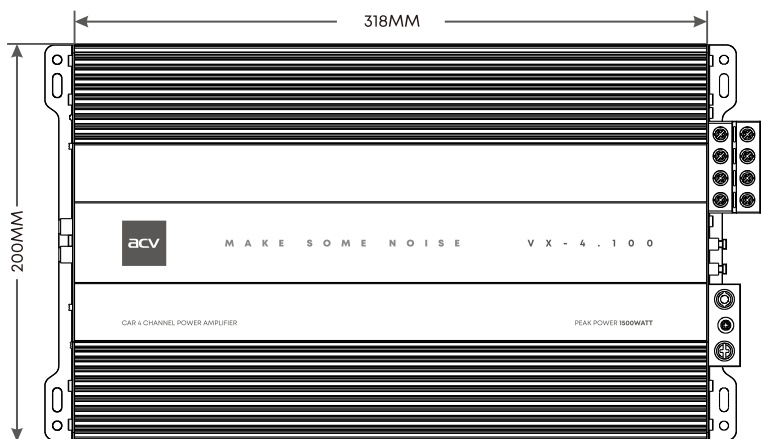 318MM
200MM
acv
MAKE SOME NOISE
VX-4.100
CAR 4 CHANNEL POWER AMPLIFIER
PEAK POWER 1500WATT